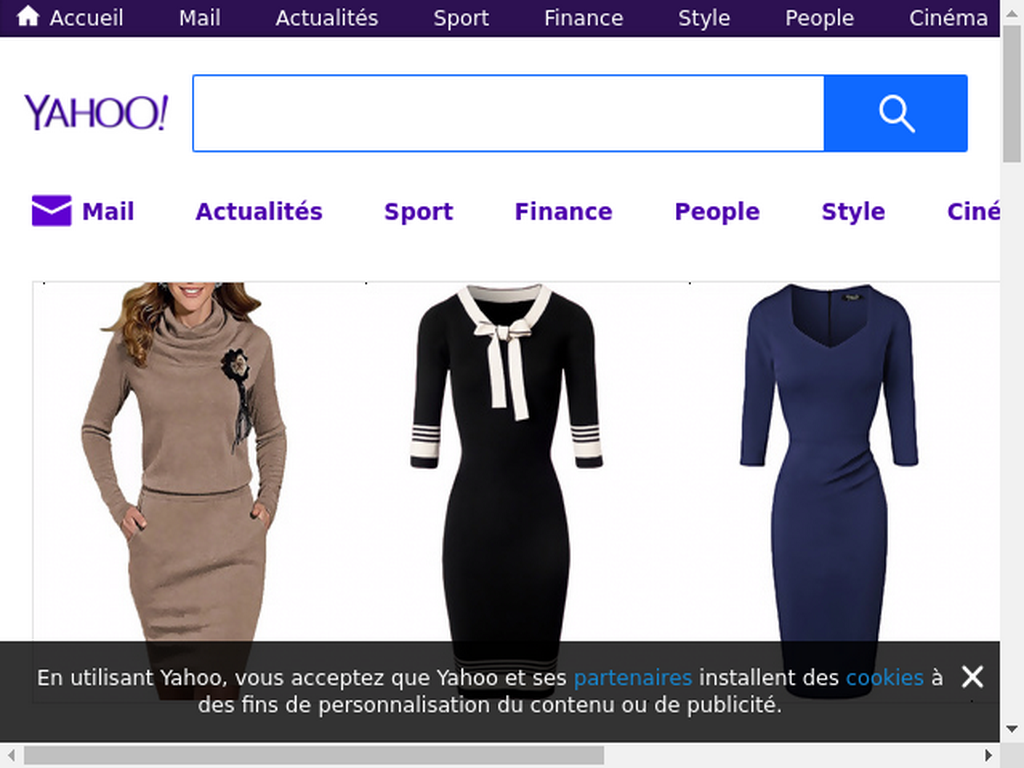 Accueil Mail Actualités Sport Finance Style People Cinéma
YAHOO!
Mail Actualités Sport Finance People Style Ciné
En utilisant Yahoo, vous acceptez que Yahoo et ses partenaires installent des cookies à
des fins de personnalisation du contenu ou de publicité.